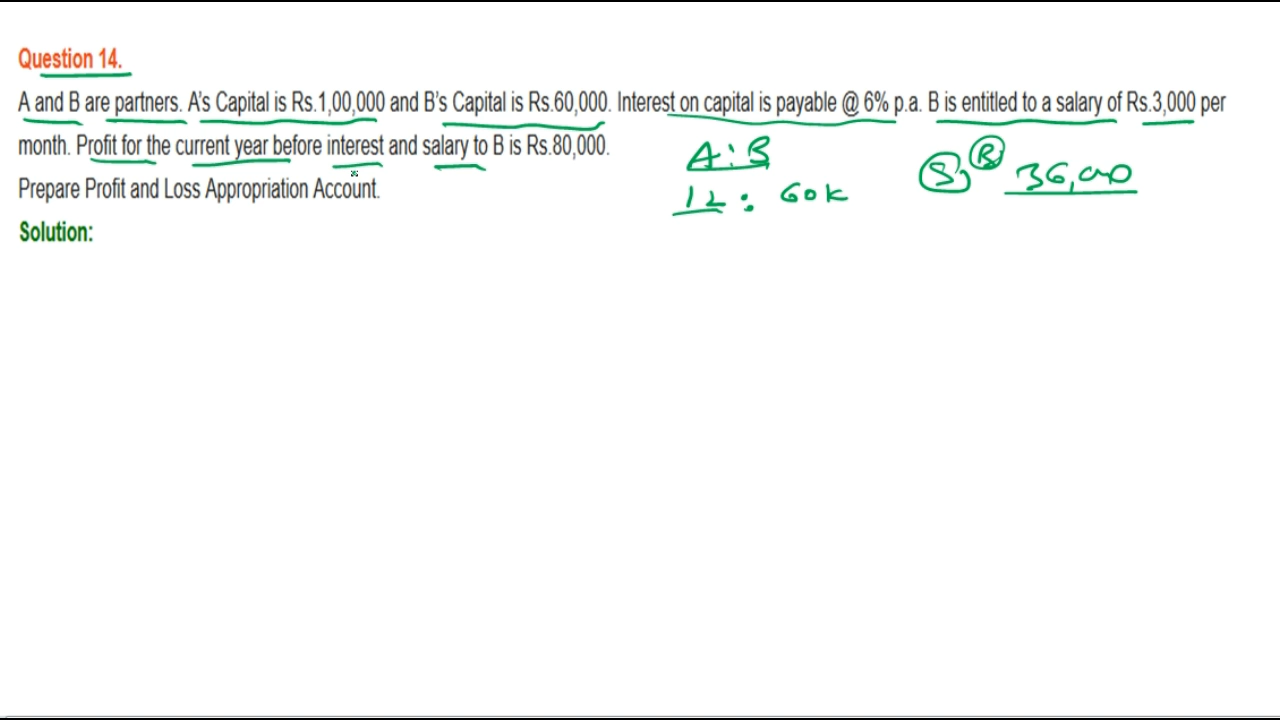 Question 14.
A and B are partners. A's Capital is Rs.1,00,000 and B's Capital is Rs.60,000. Interest on capital is payable @ 6% p.a. B is entitled to a salary of Rs.3,000 per
month. Profit for the current year before interest and salary to B is Rs.80,000.
A : B
Prepare Profit and Loss Appropriation Account.
1L : 60K
S) B 36,000
Solution: